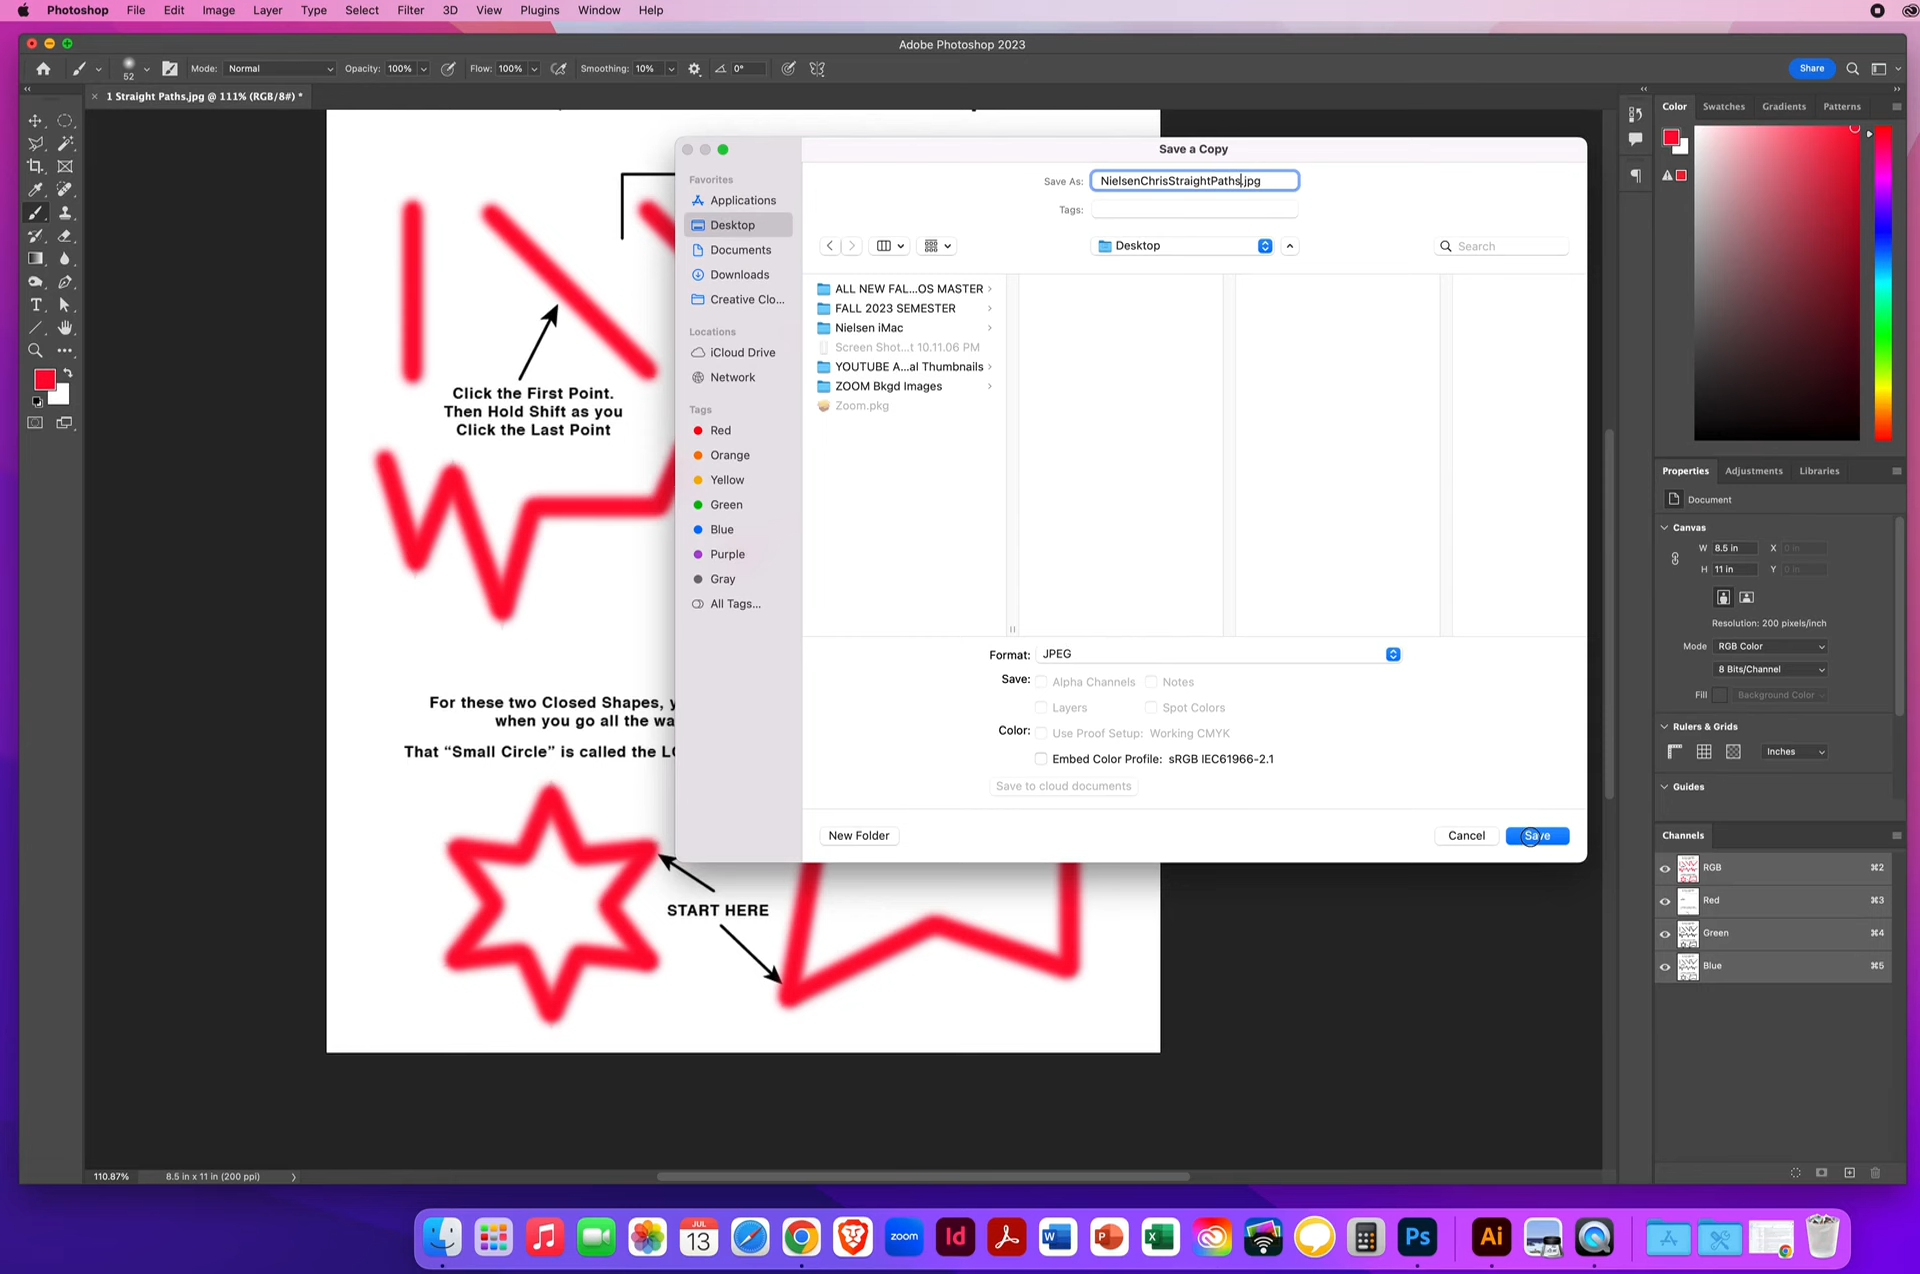 Photoshop File Edit Image Layer Type Select Filter 3D View Plugins Window Help
Adobe Photoshop 2023
52 Mode: Normal Opacity: 100% Flow: 100% Smoothing: 10% 0° Share
1 Straight Paths.jpg @ 111% (RGB/8#) *
Click the First Point.
Then Hold Shift as you
Click the Last Point
For these two Closed Shapes, y
when you go all the wa
That “Small Circle” is called the LO
START HERE
110.87% 8.5 in x 11 in (200 ppi)
Save a Copy
Save As: NielsenChrisStraightPaths.jpg
Tags:
Desktop
Search
Favorites
Applications
Desktop
Documents
Downloads
Creative Clo...
Locations
iCloud Drive
Network
Tags
Red
Orange
Yellow
Green
Blue
Purple
Gray
All Tags...
ALL NEW FAL...OS MASTER
FALL 2023 SEMESTER
Nielsen iMac
Screen Shot...t 10.11.06 PM
YOUTUBE A...al Thumbnails
ZOOM Bkgd Images
Zoom.pkg
Format: JPEG
Save: Alpha Channels Notes
Layers Spot Colors
Color: Use Proof Setup: Working CMYK
Embed Color Profile: sRGB IEC61966-2.1
Save to cloud documents
New Folder Cancel Save
Color Swatches Gradients Patterns
Properties Adjustments Libraries
Document
Canvas
W 8.5 in X 0 in
H 11 in Y 0 in
Resolution: 200 pixels/inch
Mode RGB Color
8 Bits/Channel
Fill Background Color
Rulers & Grids
Inches
Guides
Channels
RGB ⌘2
Red ⌘3
Green ⌘4
Blue ⌘5
JUL
13
zoom
Id
W
P
X
Ps
Ai